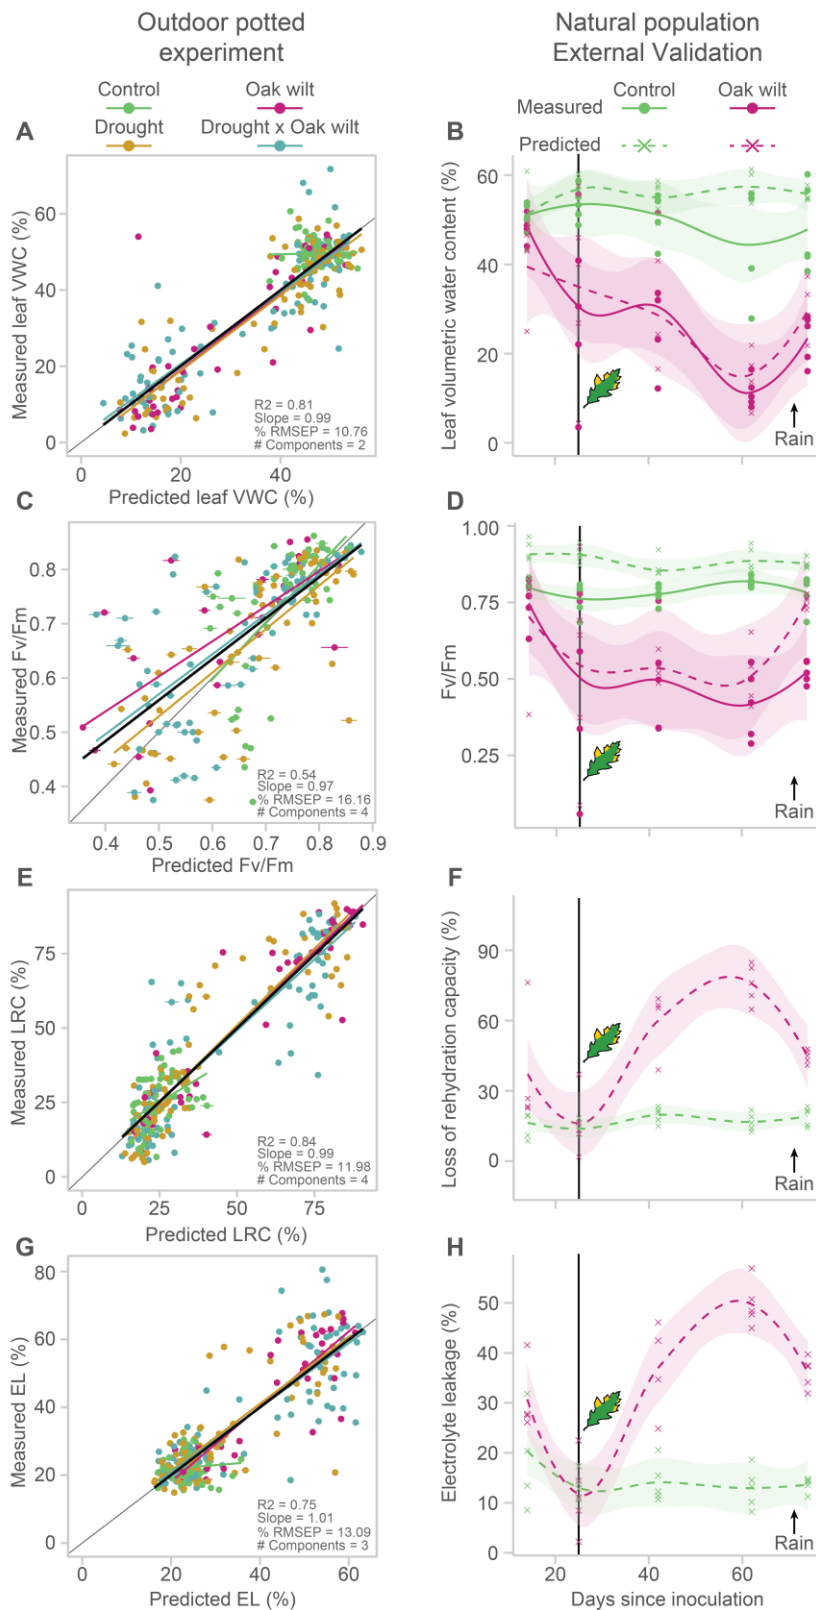 Outdoor potted
experiment
Natural population
External Validation
Control
Oak wilt
Drought
Drought x Oak wilt
Control
Oak wilt
Measured
Predicted
A
Measured leaf VWC (%)
60
40
20
0
R2 = 0.81
Slope = 0.99
% RMSEP = 10.76
# Components = 2
0
20
40
Predicted leaf VWC (%)
B
Leaf volumetric water content (%)
60
40
20
0
Rain
C
Measured Fv/Fm
0.8
0.7
0.6
0.5
0.4
R2 = 0.54
Slope = 0.97
% RMSEP = 16.16
# Components = 4
0.4
0.5
0.6
0.7
0.8
0.9
Predicted Fv/Fm
D
Fv/Fm
1.00
0.75
0.50
0.25
Rain
E
Measured LRC (%)
75
50
25
0
R2 = 0.84
Slope = 0.99
% RMSEP = 11.98
# Components = 4
0
25
50
75
Predicted LRC (%)
F
Loss of rehydration capacity (%)
90
60
30
0
Rain
G
Measured EL (%)
80
60
40
20
0
R2 = 0.75
Slope = 1.01
% RMSEP = 13.09
# Components = 3
0
20
40
60
Predicted EL (%)
H
Electrolyte leakage (%)
50
40
30
20
10
0
Rain
20
40
60
Days since inoculation